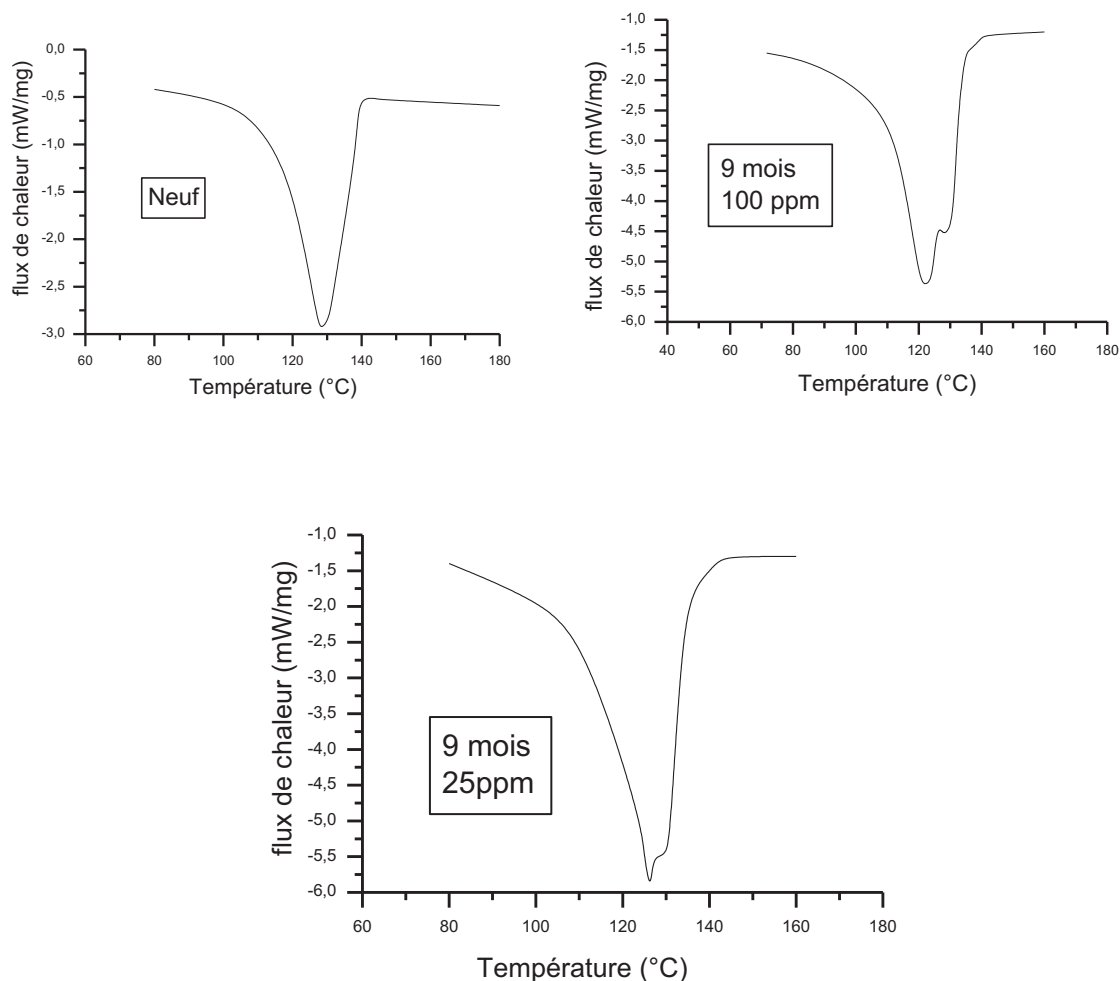 0,0
-0,5
-1,0
-1,5
-2,0
-2,5
-3,0
60 80 100 120 140 160 180
flux de chaleur (mW/mg)
Température (°C)
Neuf
-1,0
-1,5
-2,0
-2,5
-3,0
-3,5
-4,0
-4,5
-5,0
-5,5
-6,0
40 60 80 100 120 140 160 180
flux de chaleur (mW/mg)
Température (°C)
9 mois
100 ppm
-1,0
-1,5
-2,0
-2,5
-3,0
-3,5
-4,0
-4,5
-5,0
-5,5
-6,0
60 80 100 120 140 160 180
flux de chaleur (mW/mg)
Température (°C)
9 mois
25ppm